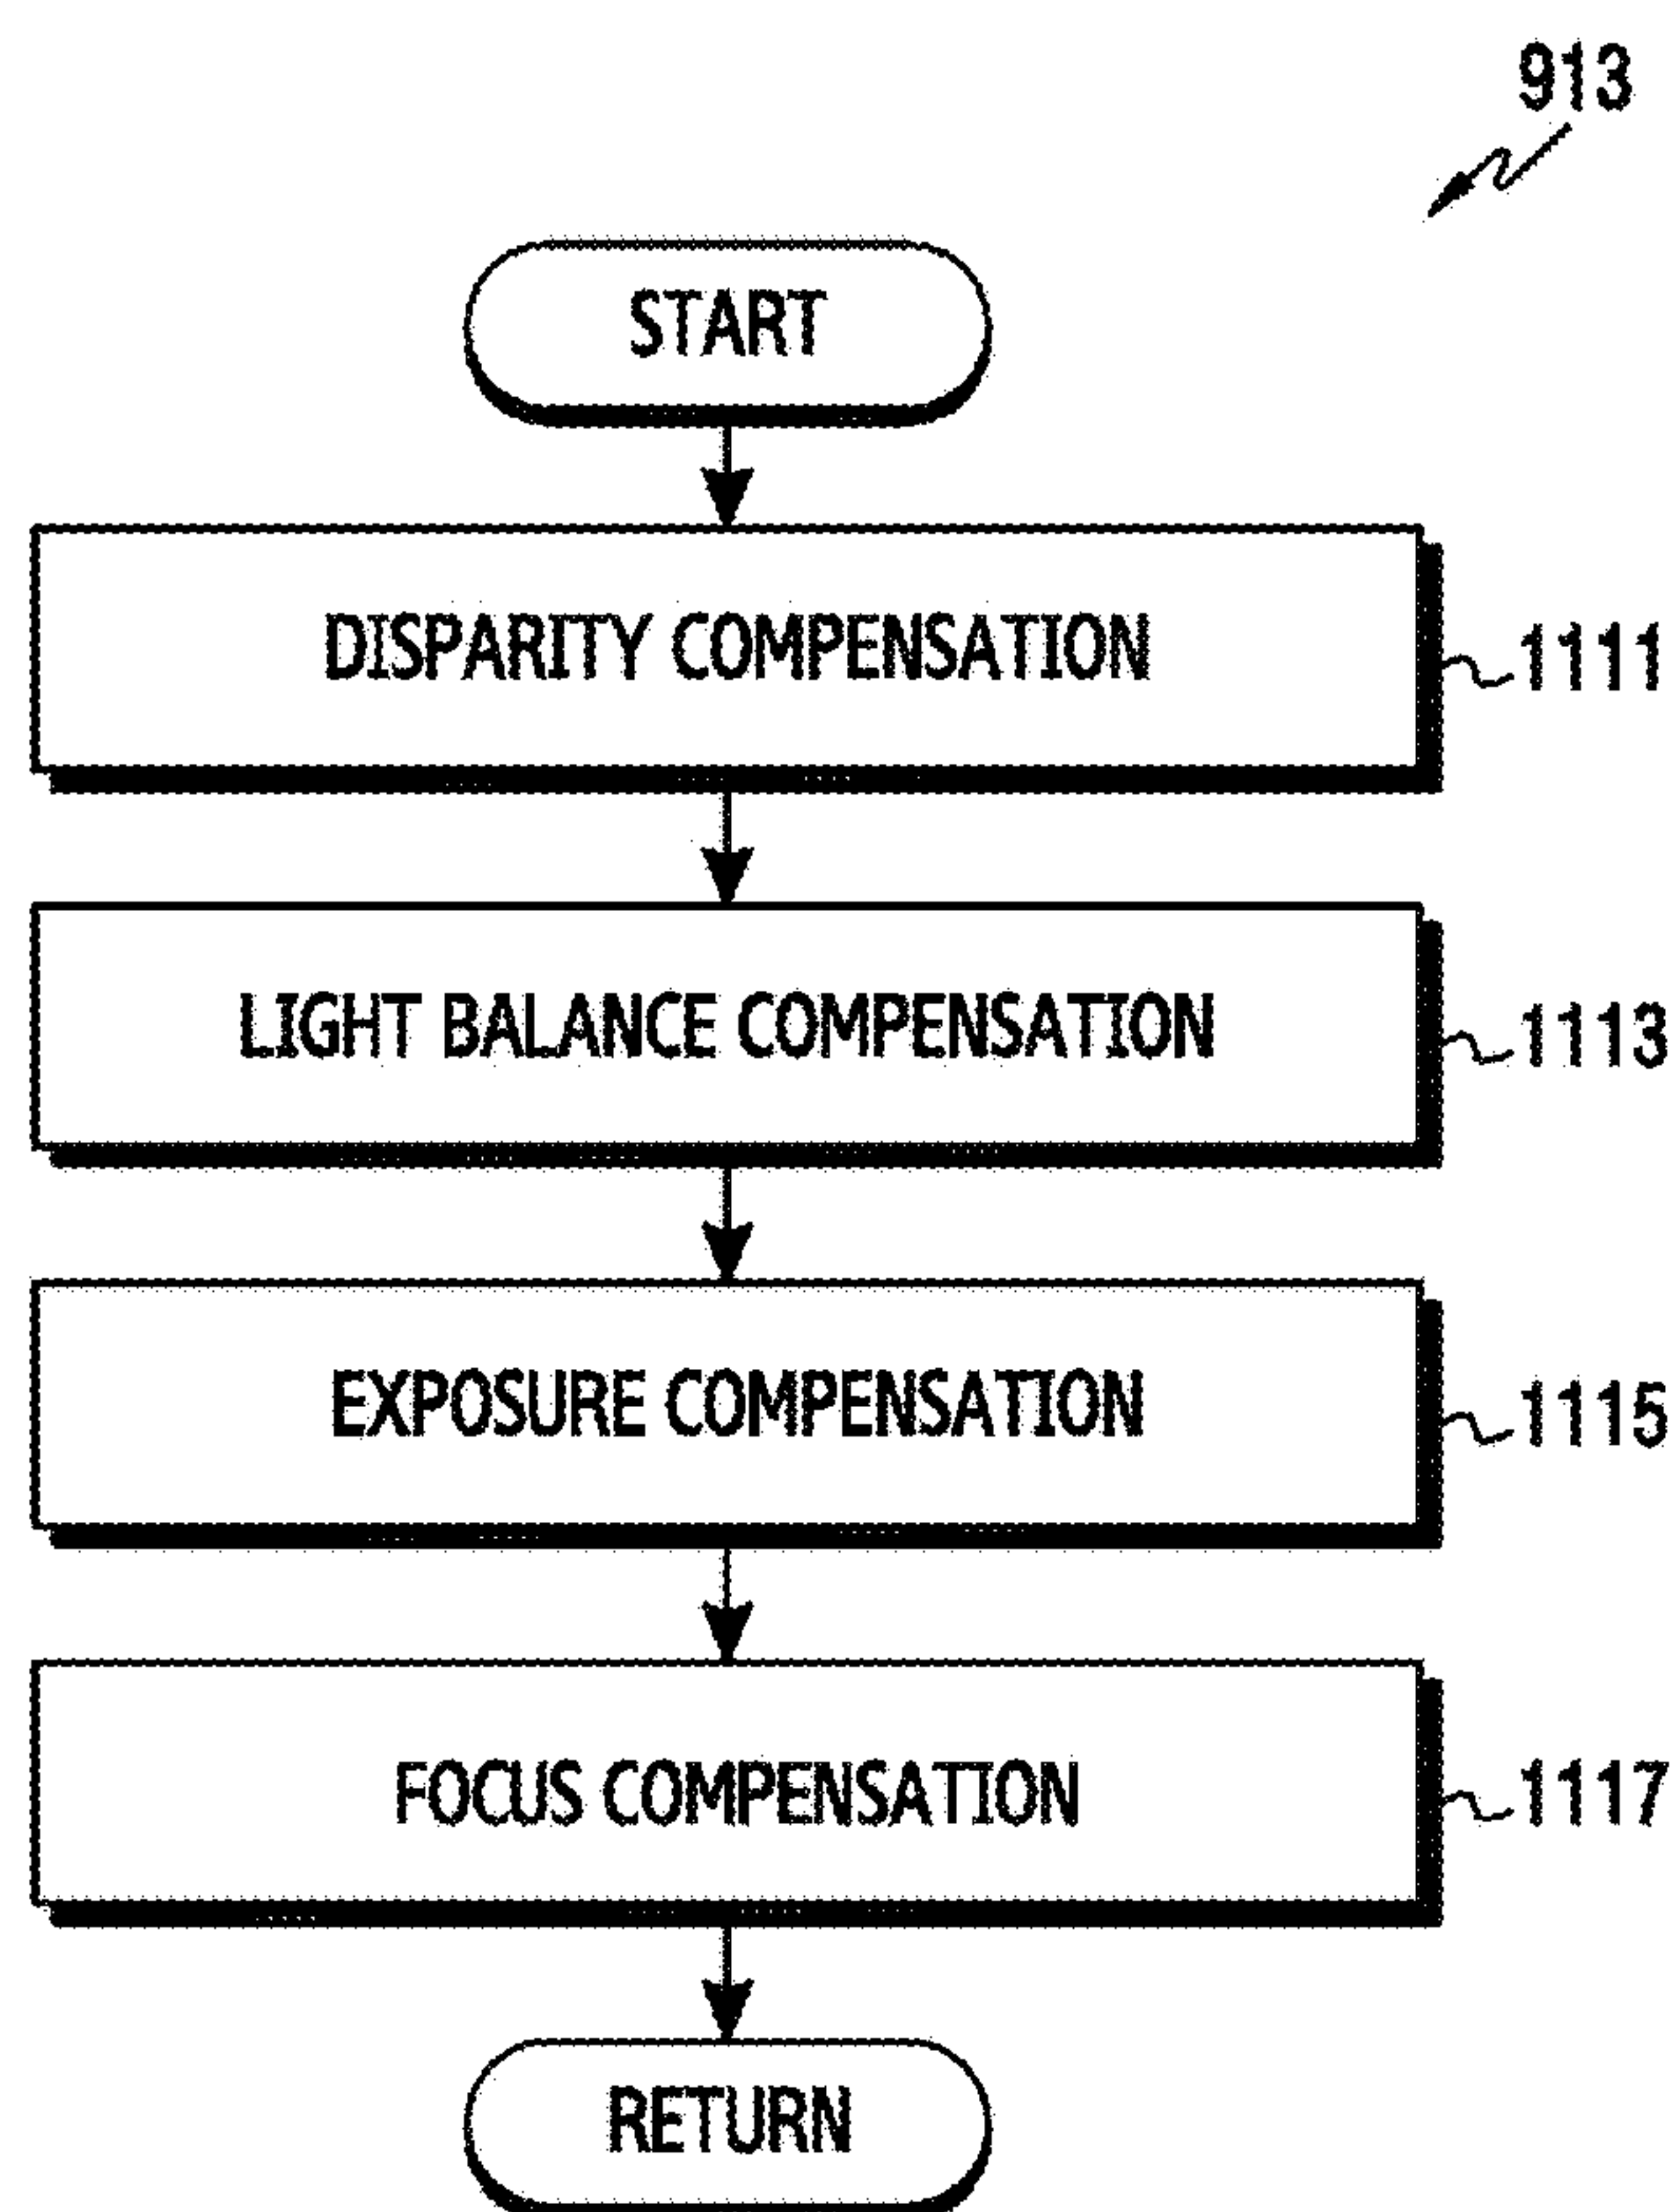 913
START
DISPARITY COMPENSATION
1111
LIGHT BALANCE COMPENSATION
1113
EXPOSURE COMPENSATION
1115
FOCUS COMPENSATION
1117
RETURN